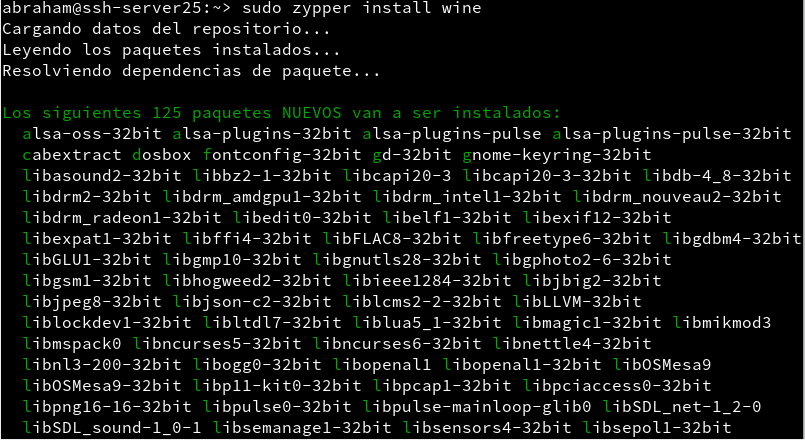 abraham@ssh-server25:~> sudo zypper install wine
Cargando datos del repositorio...
Leyendo los paquetes instalados...
Resolviendo dependencias de paquete...
Los siguientes 125 paquetes NUEVOS van a ser instalados:
alsa-oss-32bit alsa-plugins-32bit alsa-plugins-pulse alsa-plugins-pulse-32bit
cabextract dosbox fontconfig-32bit gd-32bit gnome-keyring-32bit
libasound2-32bit libbz2-1-32bit libcapi20-3 libcapi20-3-32bit libdb-4_8-32bit
libdrm2-32bit libdrm_amdgpu1-32bit libdrm_intel1-32bit libdrm_nouveau2-32bit
libdrm_radeon1-32bit libedit0-32bit libelf1-32bit libexif12-32bit
libexpat1-32bit libffi4-32bit libFLAC8-32bit libfreetype6-32bit libgdbm4-32bit
libGLU1-32bit libgmp10-32bit libgnutls28-32bit libgphoto2-6-32bit
libgsm1-32bit libhogweed2-32bit libieee1284-32bit libjbig2-32bit
libjpeg8-32bit libjson-c2-32bit liblcms2-2-32bit libLLVM-32bit
liblockdev1-32bit libltdl7-32bit liblua5_1-32bit libmagic1-32bit libmikmod3
libmspack0 libncurses5-32bit libncurses6-32bit libnettle4-32bit
libnl3-200-32bit libogg0-32bit libopenal1 libopenal1-32bit libOSMesa9
libOSMesa9-32bit libp11-kit0-32bit libpcap1-32bit libpciaccess0-32bit
libpng16-16-32bit libpulse0-32bit libpulse-mainloop-glib0 libSDL_net-1_2-0
libSDL_sound-1_0-1 libsemanage1-32bit libsensors4-32bit libsepol1-32bit